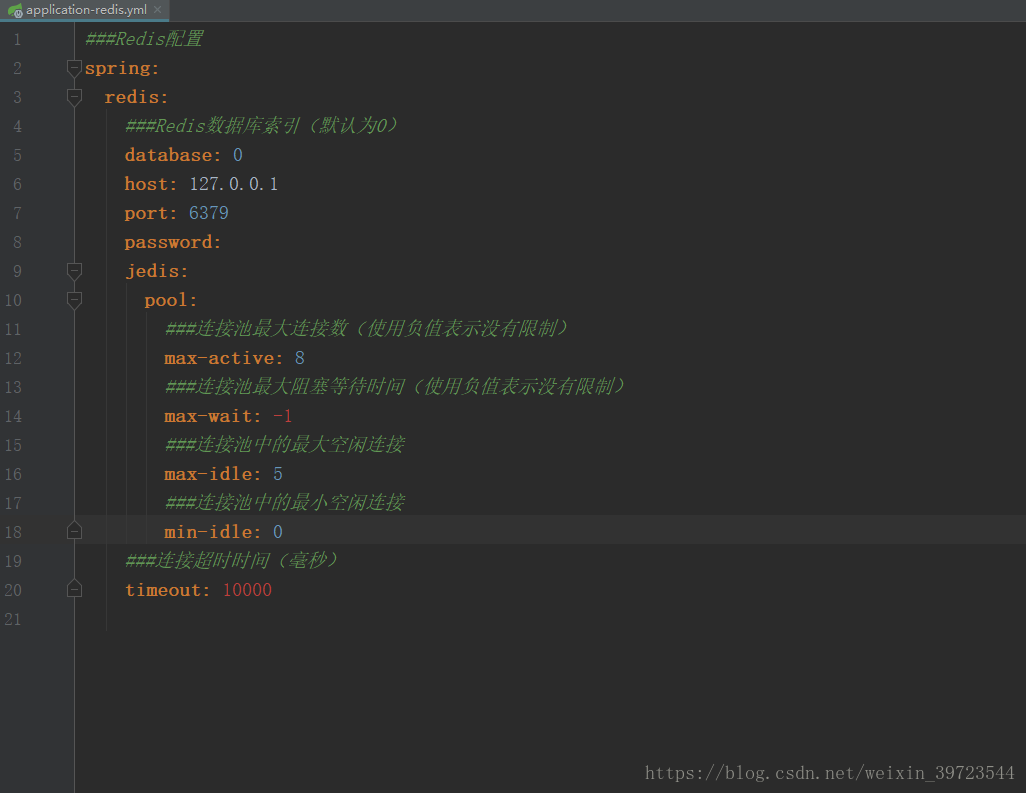 application-redis.yml
1 ###Redis配置
2 spring:
3 redis:
4 ###Redis数据库索引（默认为0）
5 database: 0
6 host: 127.0.0.1
7 port: 6379
8 password:
9 jedis:
10 pool:
11 ###连接池最大连接数（使用负值表示没有限制）
12 max-active: 8
13 ###连接池最大阻塞等待时间（使用负值表示没有限制）
14 max-wait: -1
15 ###连接池中的最大空闲连接
16 max-idle: 5
17 ###连接池中的最小空闲连接
18 min-idle: 0
19 ###连接超时时间（毫秒）
20 timeout: 10000
21
https://blog.csdn.net/weixin_39723544